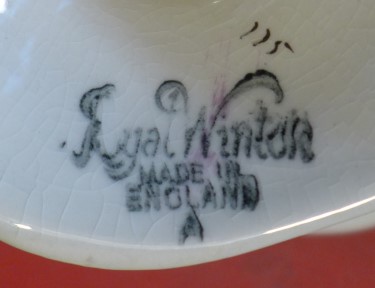 Royal Winton
MADE IN
ENGLAND
A